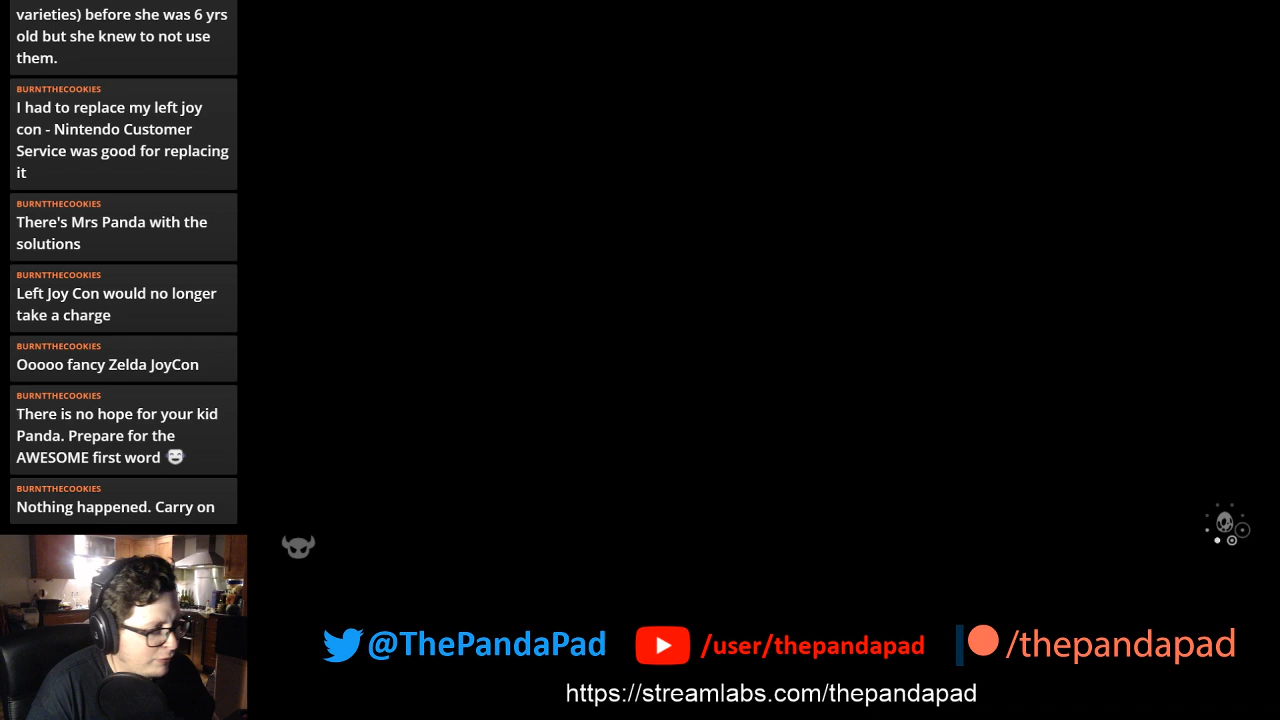 varieties) before she was 6 yrs
old but she knew to not use
them.
BURNTTHECOOKIES
I had to replace my left joy
con - Nintendo Customer
Service was good for replacing
it
BURNTTHECOOKIES
There's Mrs Panda with the
solutions
BURNTTHECOOKIES
Left Joy Con would no longer
take a charge
BURNTTHECOOKIES
Ooooo fancy Zelda JoyCon
BURNTTHECOOKIES
There is no hope for your kid
Panda. Prepare for the
AWESOME first word
BURNTTHECOOKIES
Nothing happened. Carry on
@ThePandaPad
/user/thepandapad
/thepandapad
https://streamlabs.com/thepandapad